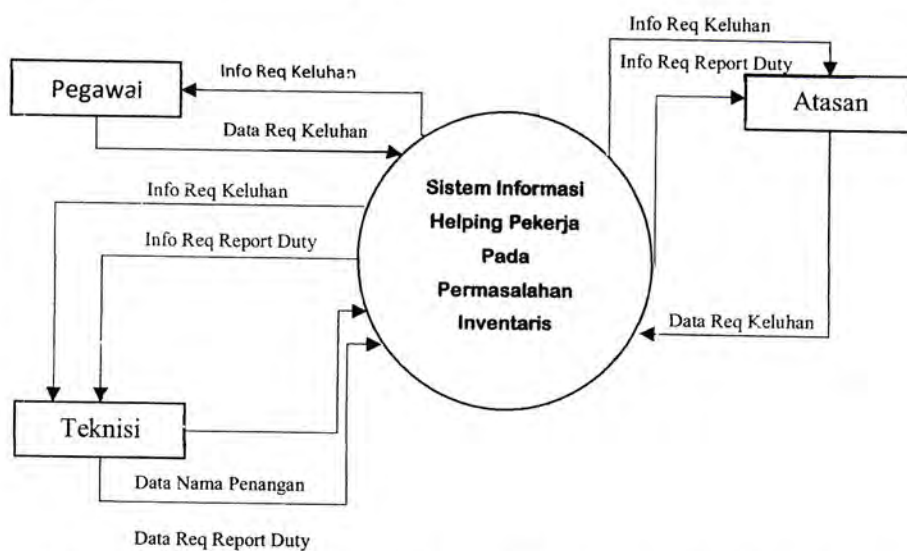 Info Req Keluhan
Info Req Report Duty
Atasan
Info Req Keluhan
Pegawai
Data Req Keluhan
Info Req Keluhan
Info Req Report Duty
Sistem Informasi
Helping Pekerja
Pada
Permasalahan
Inventaris
Data Req Keluhan
Teknisi
Data Nama Penangan
Data Req Report Duty